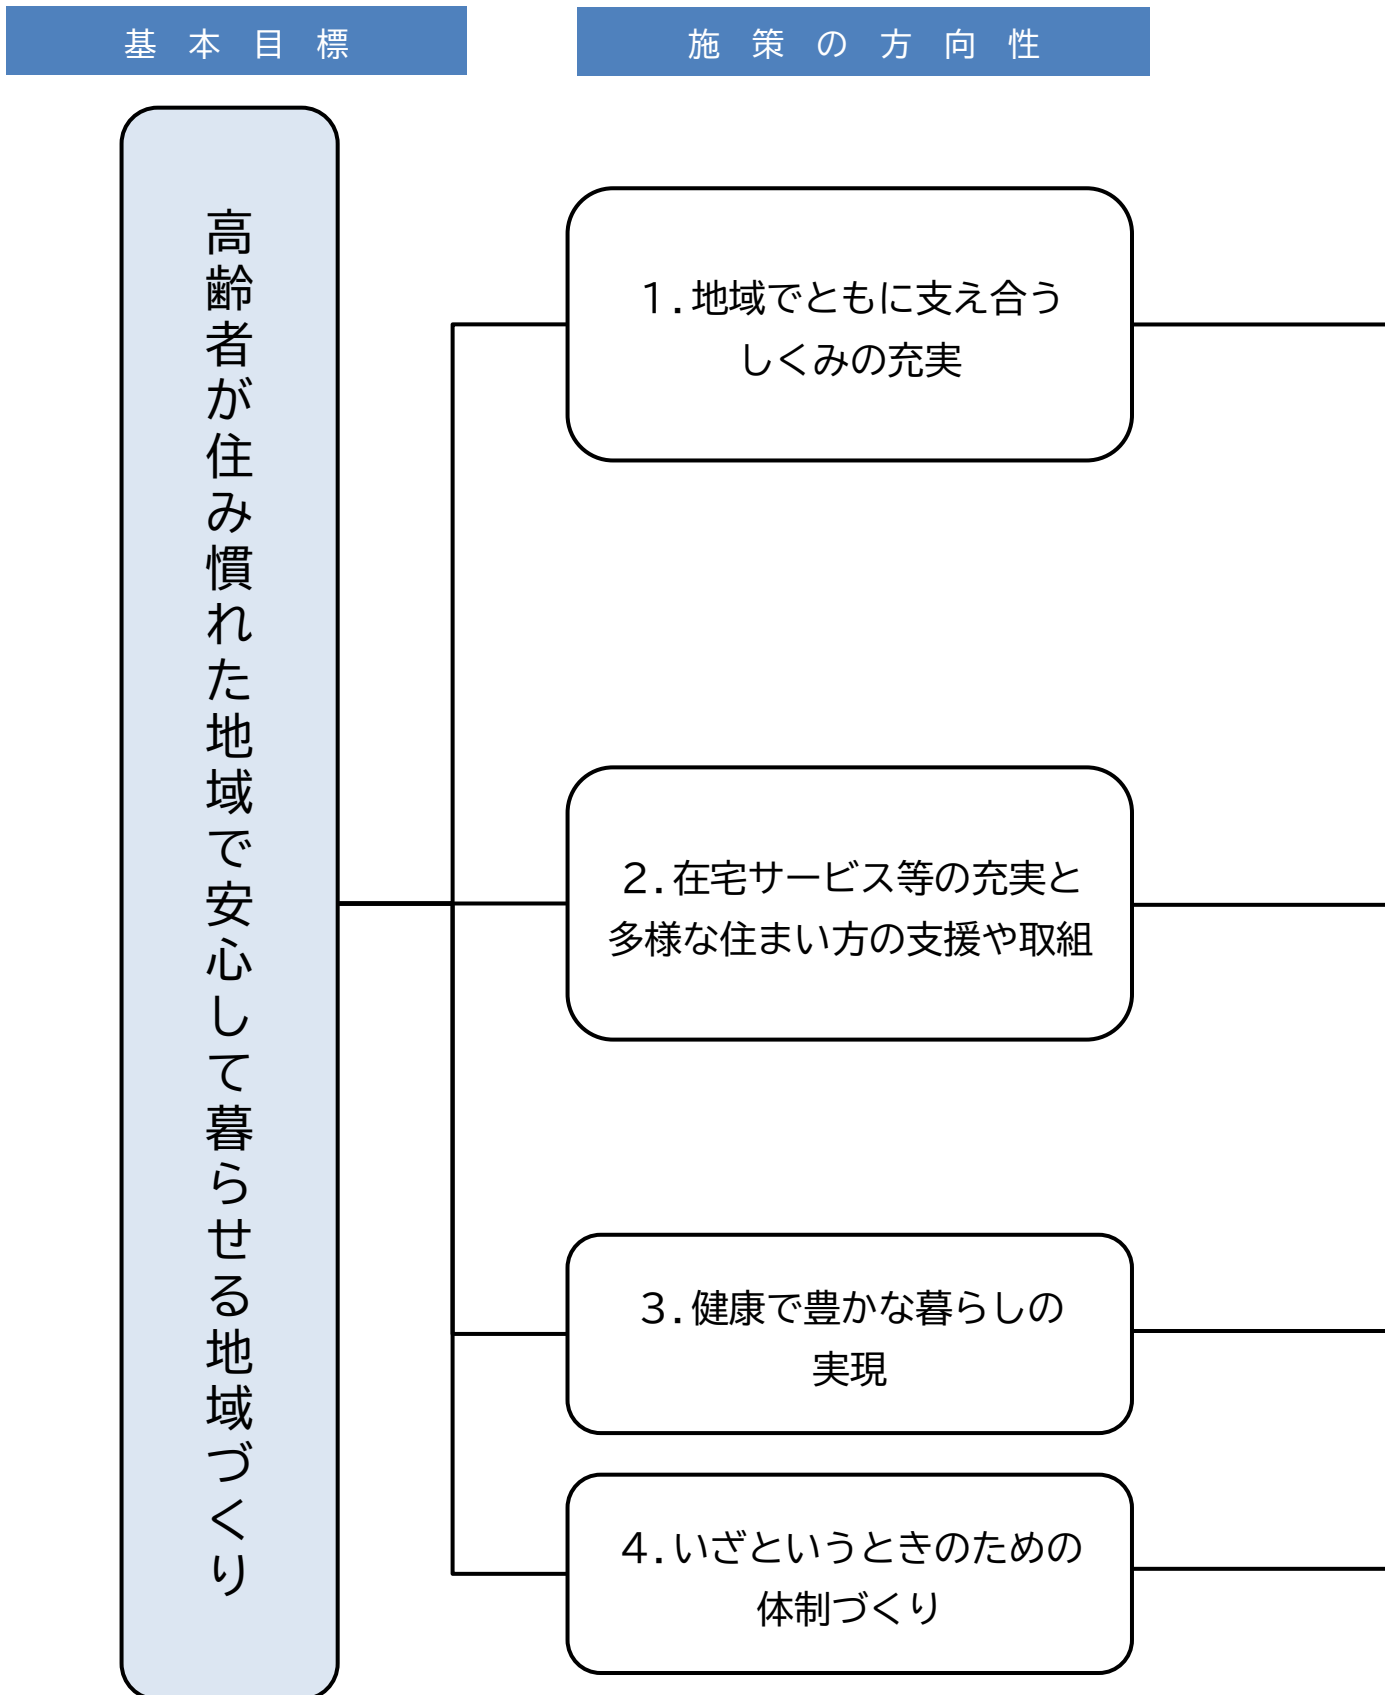 基本目標
施策の方向性
高齢者が住み慣れた地域で安心して暮らせる地域づくり
1.地域でともに支え合う
しくみの充実
2.在宅サービス等の充実と
多様な住まい方の支援や取組
3.健康で豊かな暮らしの
実現
4.いざというときのための
体制づくり